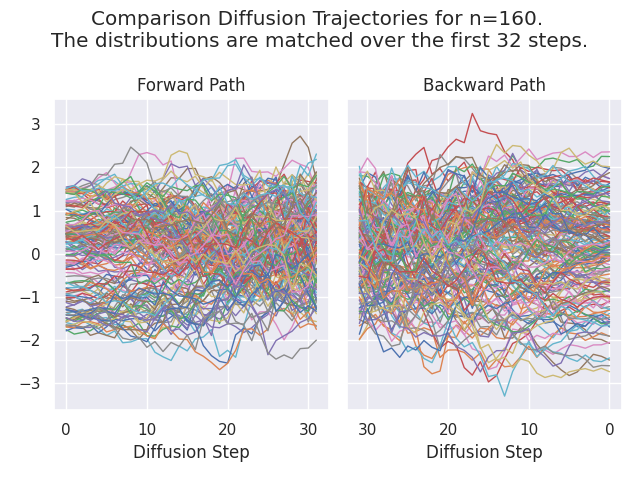 Comparison Diffusion Trajectories for n=160.
The distributions are matched over the first 32 steps.
Forward Path
Backward Path
3
2
1
0
−1
−2
−3
0 10 20 30
30 20 10 0
Diffusion Step
Diffusion Step